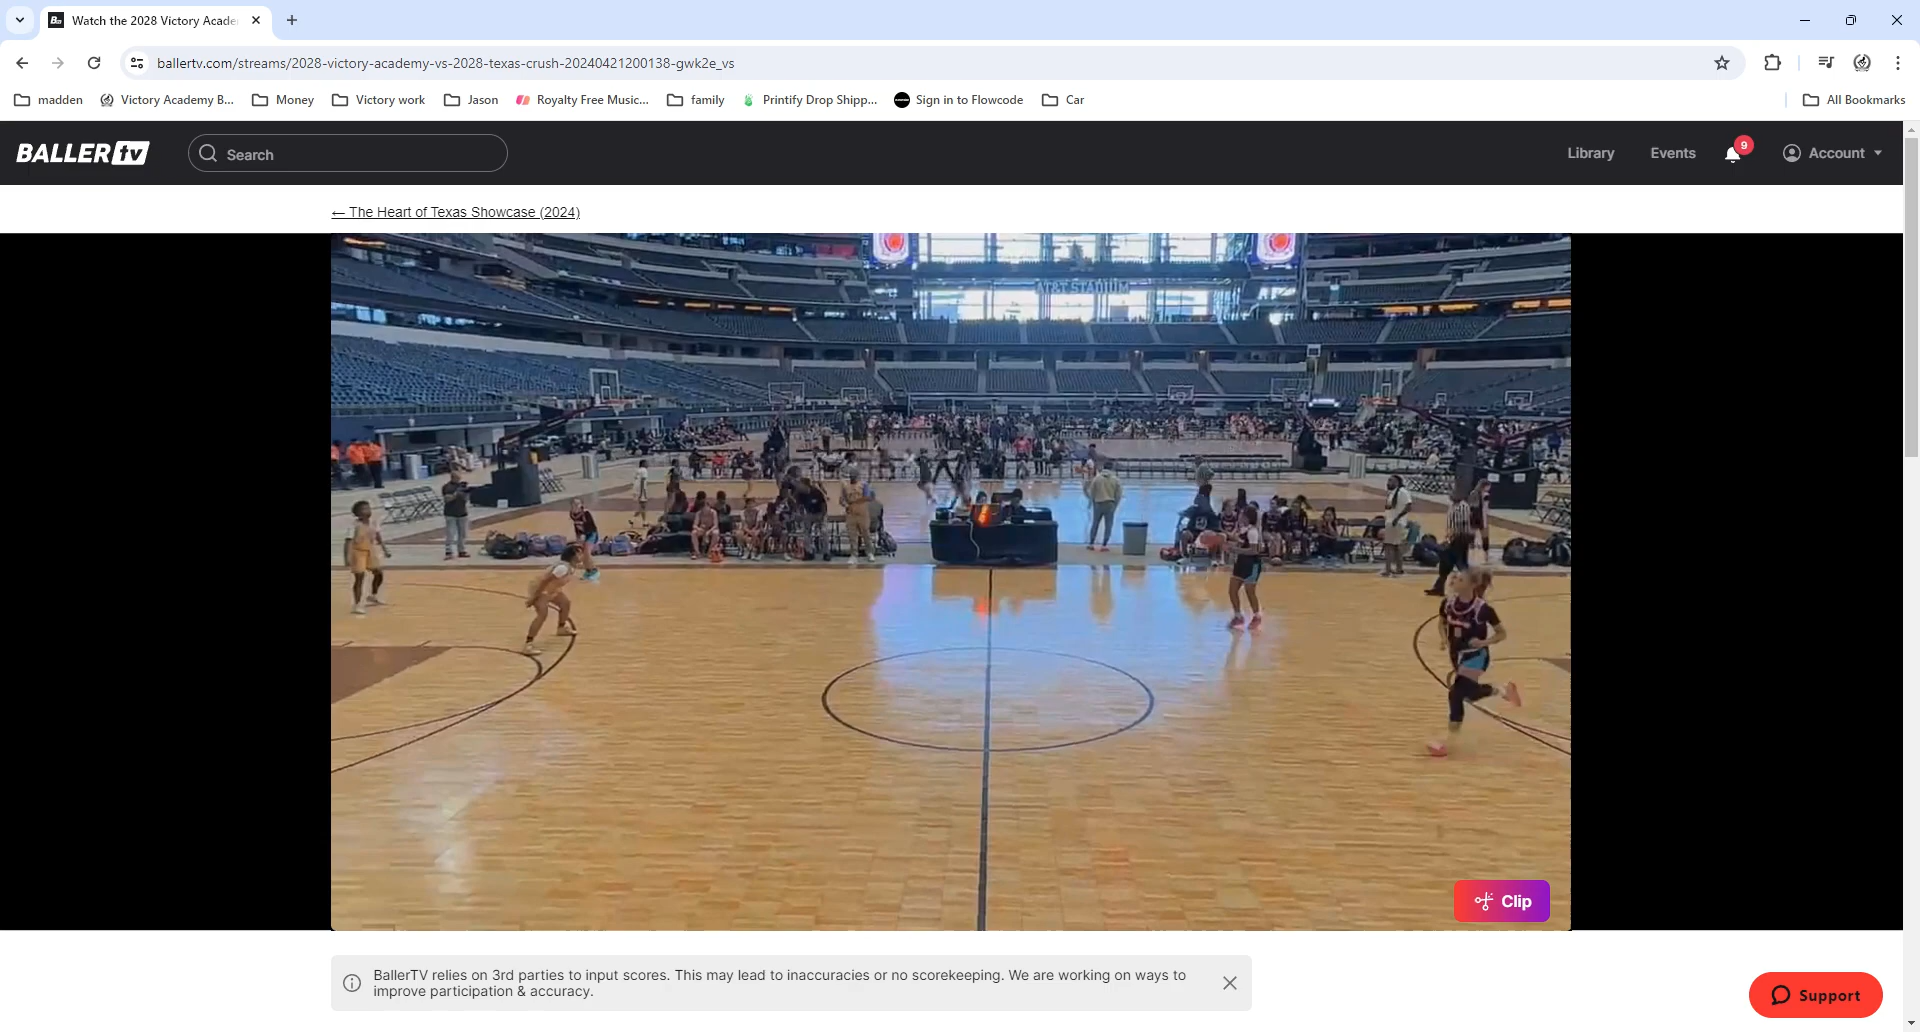 Watch the 2028 Victory Acade
ballertv.com/streams/2028-victory-academy-vs-2028-texas-crush-20240421200138-gwk2e_vs
madden
Victory Academy B...
Money
Victory work
Jason
Royalty Free Music...
family
Printify Drop Shipp...
Sign in to Flowcode
Car
All Bookmarks
BALLER tv
Search
Library
Events
9
Account
← The Heart of Texas Showcase (2024)
AT&T STADIUM
Clip
BallerTV relies on 3rd parties to input scores. This may lead to inaccuracies or no scorekeeping. We are working on ways to
improve participation & accuracy.
Support